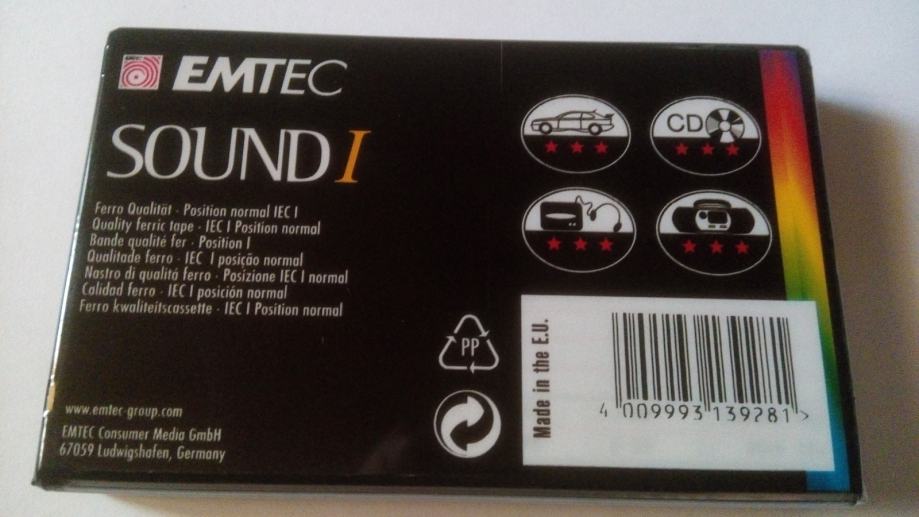 EMTEC
SOUND I
Ferro Qualität · Position normal IEC I
Quality ferric tape · IEC I Position normal
Bande qualité fer · Position I
Qualitade ferro · IEC I posição normal
Nastro di qualitá ferro · Posizione IEC I normal
Calidad ferro · IEC I posición normal
Ferro kwaliteitscassette · IEC I Position normal
www.emtec-group.com
EMTEC Consumer Media GmbH
67059 Ludwigshafen, Germany
CD
PP
Made in the E.U.
4 009993 139281 >